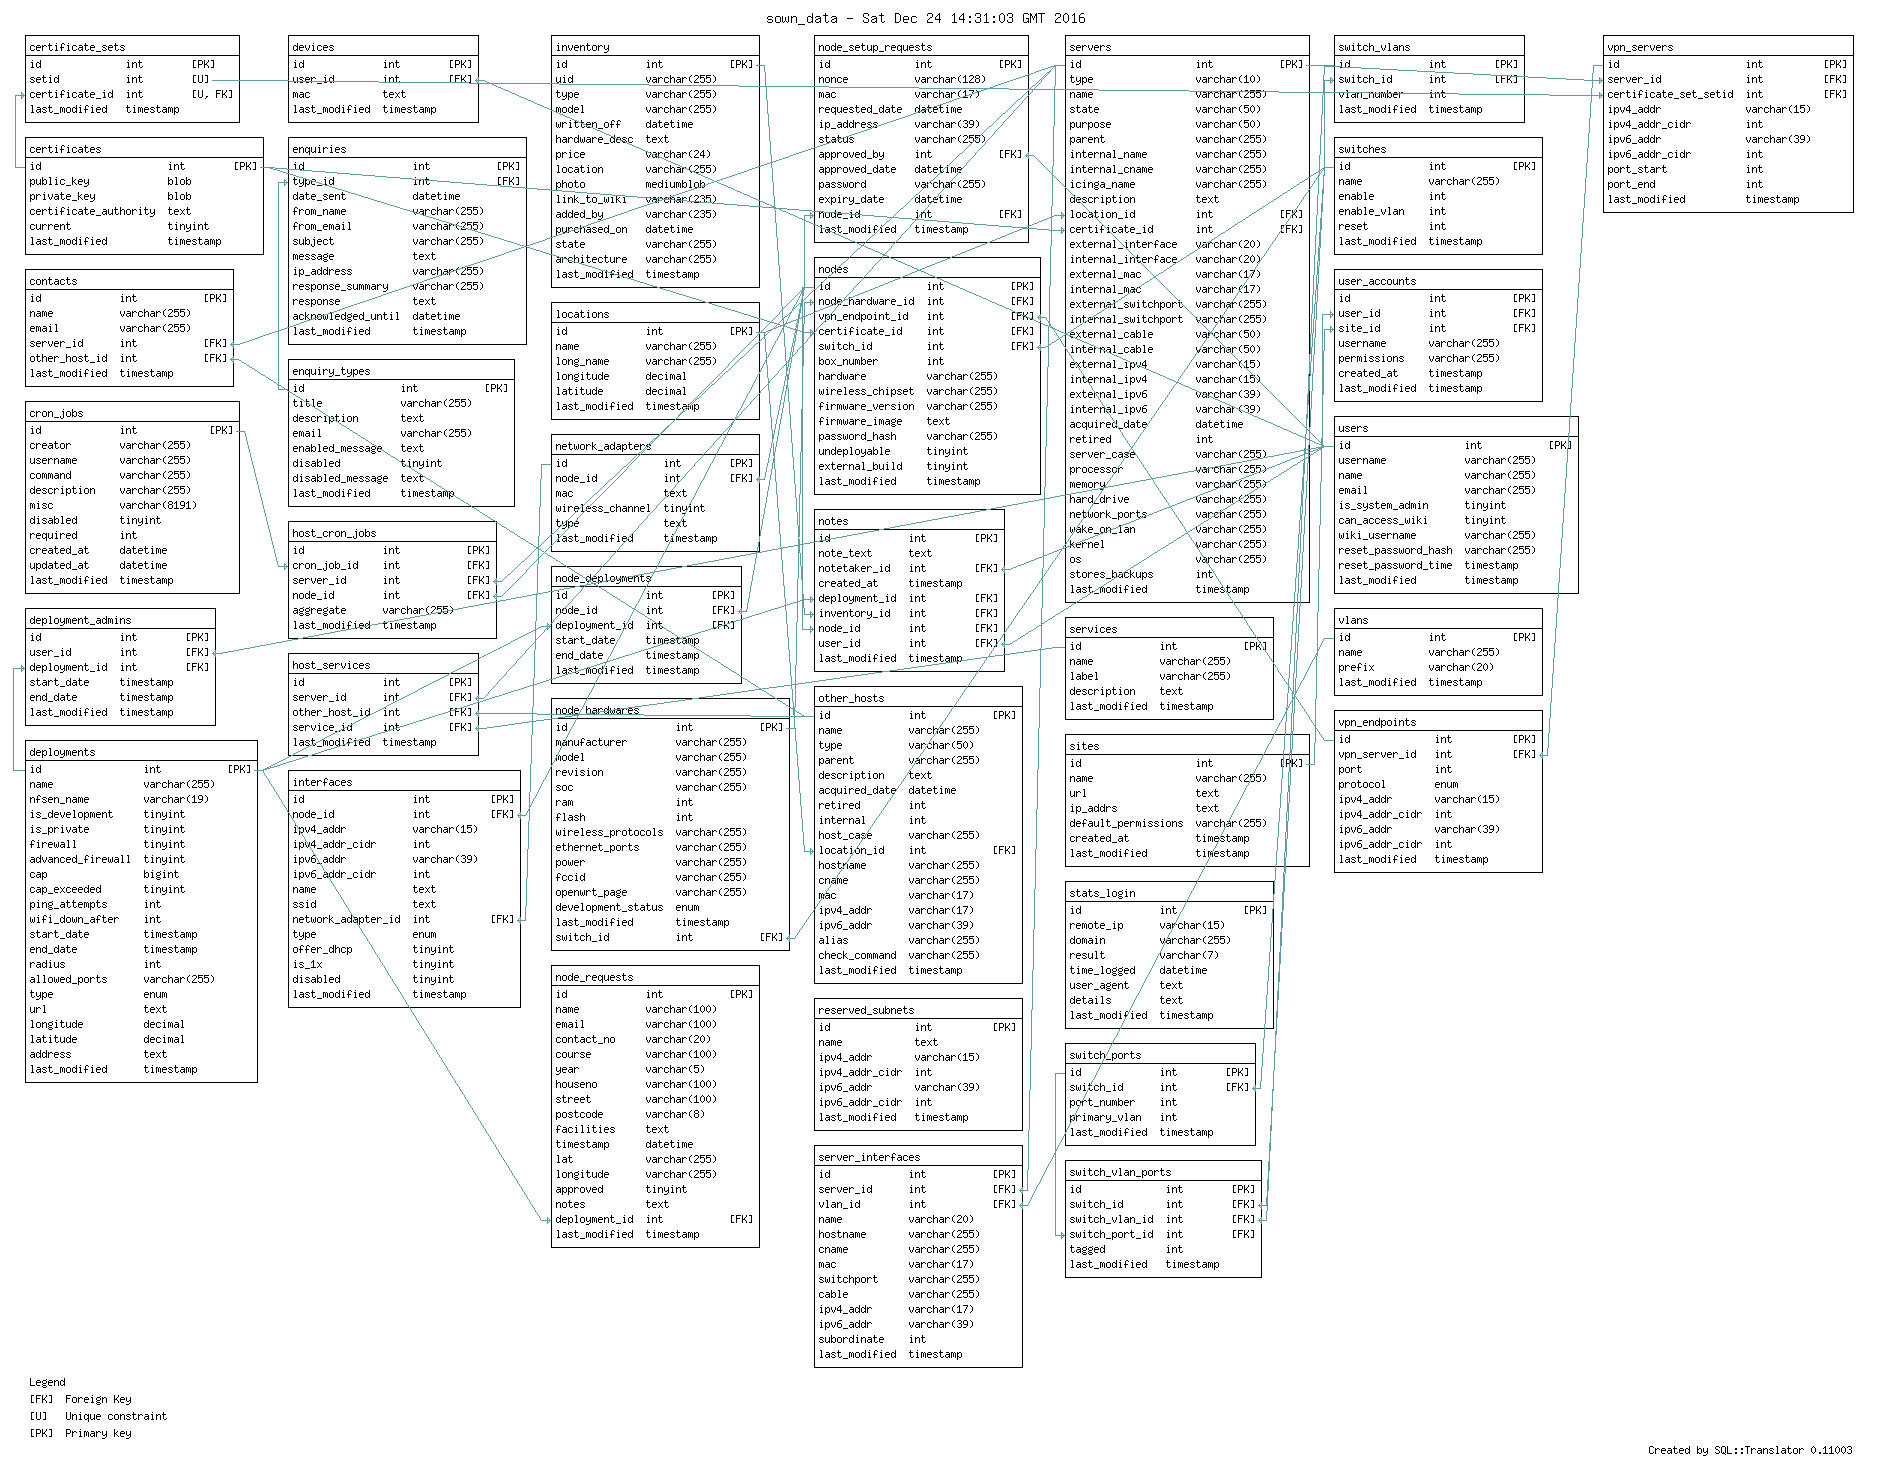 sown_data - Sat Dec 24 14:31:03 GMT 2016
certificate_sets
id int [PK]
setid int [U]
certificate_id int [U, FK]
last_modified timestamp
certificates
id int [PK]
public_key blob
private_key blob
certificate_authority text
current tinyint
last_modified timestamp
contacts
id int [PK]
name varchar(255)
email varchar(255)
server_id int [FK]
other_host_id int [FK]
last_modified timestamp
cron_jobs
id int [PK]
creator varchar(255)
username varchar(255)
command varchar(255)
description varchar(255)
misc varchar(8191)
disabled tinyint
required int
created_at datetime
updated_at datetime
last_modified timestamp
deployment_admins
id int [PK]
user_id int [FK]
deployment_id int [FK]
start_date timestamp
end_date timestamp
last_modified timestamp
deployments
id int [PK]
name varchar(255)
nfsen_name varchar(19)
is_development tinyint
is_private tinyint
firewall tinyint
advanced_firewall tinyint
cap bigint
cap_exceeded tinyint
ping_attempts int
wifi_down_after int
start_date timestamp
end_date timestamp
radius int
allowed_ports varchar(255)
type enum
url text
longitude decimal
latitude decimal
address text
last_modified timestamp
devices
id int [PK]
user_id int [FK]
mac text
last_modified timestamp
enquiries
id int [PK]
type_id int [FK]
date_sent datetime
from_name varchar(255)
from_email varchar(255)
subject varchar(255)
message text
ip_address varchar(255)
response_summary varchar(255)
response text
acknowledged_until datetime
last_modified timestamp
enquiry_types
id int [PK]
title varchar(255)
description text
email varchar(255)
enabled_message text
disabled tinyint
disabled_message text
last_modified timestamp
host_cron_jobs
id int [PK]
cron_job_id int [FK]
server_id int [FK]
node_id int [FK]
aggregate varchar(255)
last_modified timestamp
host_services
id int [PK]
server_id int [FK]
other_host_id int [FK]
service_id int [FK]
last_modified timestamp
interfaces
id int [PK]
node_id int [FK]
ipv4_addr varchar(15)
ipv4_addr_cidr int
ipv6_addr varchar(39)
ipv6_addr_cidr int
name text
ssid text
network_adapter_id int [FK]
type enum
offer_dhcp tinyint
is_1x tinyint
disabled tinyint
last_modified timestamp
inventory
id int [PK]
uid varchar(255)
type varchar(255)
model varchar(255)
written_off datetime
hardware_desc text
price varchar(24)
location varchar(255)
photo mediumblob
link_to_wiki varchar(235)
added_by varchar(235)
purchased_on datetime
state varchar(255)
architecture varchar(255)
last_modified timestamp
locations
id int [PK]
name varchar(255)
long_name varchar(255)
longitude decimal
latitude decimal
last_modified timestamp
network_adapters
id int [PK]
node_id int [FK]
mac text
wireless_channel tinyint
type text
last_modified timestamp
node_deployments
id int [PK]
node_id int [FK]
deployment_id int [FK]
start_date timestamp
end_date timestamp
last_modified timestamp
node_hardwares
id int [PK]
manufacturer varchar(255)
model varchar(255)
revision varchar(255)
soc varchar(255)
ram int
flash int
wireless_protocols varchar(255)
ethernet_ports varchar(255)
power varchar(255)
fccid varchar(255)
openwrt_page varchar(255)
development_status enum
last_modified timestamp
switch_id int [FK]
node_requests
id int [PK]
name varchar(100)
email varchar(100)
contact_no varchar(20)
course varchar(100)
year varchar(5)
houseno varchar(100)
street varchar(100)
postcode varchar(8)
facilities text
timestamp datetime
lat varchar(255)
longitude varchar(255)
approved tinyint
notes text
deployment_id int [FK]
last_modified timestamp
node_setup_requests
id int [PK]
nonce varchar(128)
mac varchar(17)
requested_date datetime
ip_address varchar(39)
status varchar(255)
approved_by int [FK]
approved_date datetime
password varchar(255)
expiry_date datetime
node_id int [FK]
last_modified timestamp
nodes
id int [PK]
node_hardware_id int [FK]
vpn_endpoint_id int [FK]
certificate_id int [FK]
switch_id int [FK]
box_number int
hardware varchar(255)
wireless_chipset varchar(255)
firmware_version varchar(255)
firmware_image text
password_hash varchar(255)
undeployable tinyint
external_build tinyint
last_modified timestamp
notes
id int [PK]
note_text text
notetaker_id int [FK]
created_at timestamp
deployment_id int [FK]
inventory_id int [FK]
node_id int [FK]
user_id int [FK]
last_modified timestamp
other_hosts
id int [PK]
name varchar(255)
type varchar(50)
parent varchar(255)
description text
acquired_date datetime
retired int
internal int
host_case varchar(255)
location_id int [FK]
hostname varchar(255)
cname varchar(255)
mac varchar(17)
ipv4_addr varchar(17)
ipv6_addr varchar(39)
alias varchar(255)
check_command varchar(255)
last_modified timestamp
reserved_subnets
id int [PK]
name text
ipv4_addr varchar(15)
ipv4_addr_cidr int
ipv6_addr varchar(39)
ipv6_addr_cidr int
last_modified timestamp
server_interfaces
id int [PK]
server_id int [FK]
vlan_id int [FK]
name varchar(20)
hostname varchar(255)
cname varchar(255)
mac varchar(17)
switchport varchar(255)
cable varchar(255)
ipv4_addr varchar(17)
ipv6_addr varchar(39)
subordinate int
last_modified timestamp
servers
id int [PK]
type varchar(10)
name varchar(255)
state varchar(50)
purpose varchar(50)
parent varchar(255)
internal_name varchar(255)
internal_cname varchar(255)
icinga_name varchar(255)
description text
location_id int [FK]
certificate_id int [FK]
external_interface varchar(20)
internal_interface varchar(20)
external_mac varchar(17)
internal_mac varchar(17)
external_switchport varchar(255)
internal_switchport varchar(255)
external_cable varchar(50)
internal_cable varchar(50)
external_ipv4 varchar(15)
internal_ipv4 varchar(15)
external_ipv6 varchar(39)
internal_ipv6 varchar(39)
acquired_date datetime
retired int
server_case varchar(255)
processor varchar(255)
memory varchar(255)
hard_drive varchar(255)
network_ports varchar(255)
wake_on_lan varchar(255)
kernel varchar(255)
os varchar(255)
stores_backups int
last_modified timestamp
services
id int [PK]
name varchar(255)
label varchar(255)
description text
last_modified timestamp
sites
id int [PK]
name varchar(255)
url text
ip_addrs text
default_permissions varchar(255)
created_at timestamp
last_modified timestamp
stats_login
id int [PK]
remote_ip varchar(15)
domain varchar(255)
result varchar(7)
time_logged datetime
user_agent text
details text
last_modified timestamp
switch_ports
id int [PK]
switch_id int [FK]
port_number int
primary_vlan int
last_modified timestamp
switch_vlan_ports
id int [PK]
switch_id int [FK]
switch_vlan_id int [FK]
switch_port_id int [FK]
tagged int
last_modified timestamp
switch_vlans
id int [PK]
switch_id int [FK]
vlan_number int
last_modified timestamp
switches
id int [PK]
name varchar(255)
enable int
enable_vlan int
reset int
last_modified timestamp
user_accounts
id int [PK]
user_id int [FK]
site_id int [FK]
username varchar(255)
permissions varchar(255)
created_at timestamp
last_modified timestamp
users
id int [PK]
username varchar(255)
name varchar(255)
email varchar(255)
is_system_admin tinyint
can_access_wiki tinyint
wiki_username varchar(255)
reset_password_hash varchar(255)
reset_password_time timestamp
last_modified timestamp
vlans
id int [PK]
name varchar(255)
prefix varchar(20)
last_modified timestamp
vpn_endpoints
id int [PK]
vpn_server_id int [FK]
port int
protocol enum
ipv4_addr varchar(15)
ipv4_addr_cidr int
ipv6_addr varchar(39)
ipv6_addr_cidr int
last_modified timestamp
vpn_servers
id int [PK]
server_id int [FK]
certificate_set_setid int [FK]
ipv4_addr varchar(15)
ipv4_addr_cidr int
ipv6_addr varchar(39)
ipv6_addr_cidr int
port_start int
port_end int
last_modified timestamp
Legend
[FK] Foreign Key
[U] Unique constraint
[PK] Primary key
Created by SQL::Translator 0.11003